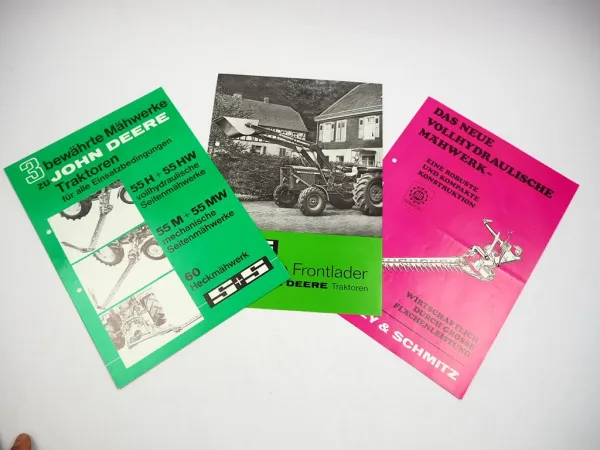 3 bewährte Mähwerke
zu JOHN DEERE
Traktoren
für alle Einsatzbedingungen
55 H + 55 HW
vollhydraulische
Seitenmähwerke
55 M + 55 MW
mechanische
Seitenmähwerke
60
Heckmähwerk
S+S
Frontlader
DEERE Traktoren
DAS NEUE
VOLLHYDRAULISCHE
MÄHWERK-
EINE ROBUSTE
UND KOMPAKTE
KONSTRUKTION
WIRTSCHAFTLICH
DURCH GROSSE
FLÄCHENLEISTUNG
& SCHMITZ